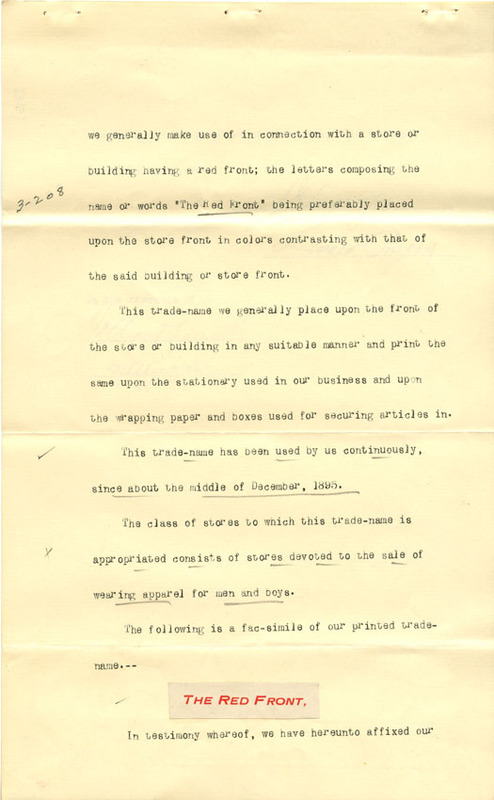 we generally make use of in connection with a store or
building having a red front; the letters composing the
3-208
name or words "The Red Front" being preferably placed
upon the store front in colors contrasting with that of
the said building or store front.
This trade-name we generally place upon the front of
the store or building in any suitable manner and print the
same upon the stationary used in our business and upon
the wrapping paper and boxes used for securing articles in.
This trade-name has been used by us continuously,
since about the middle of December, 1895.
The class of stores to which this trade-name is
appropriated consists of stores devoted to the sale of
wearing apparel for men and boys.
The following is a fac-simile of our printed trade-
name.--
THE RED FRONT,
In testimony whereof, we have hereunto affixed our